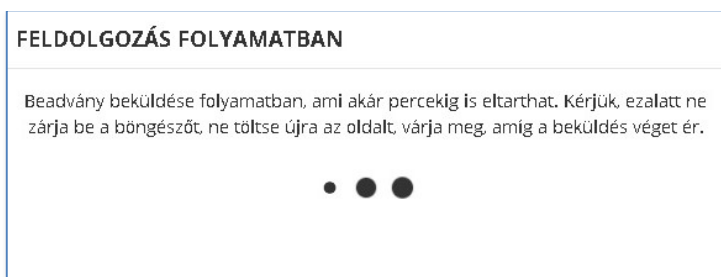 FELDOLGOZÁS FOLYAMATBAN
Beadvány beküldése folyamatban, ami akár percekig is eltarthat. Kérjük, ezalatt ne
zárja be a böngészőt, ne töltse újra az oldalt, várja meg, amíg a beküldés véget ér.